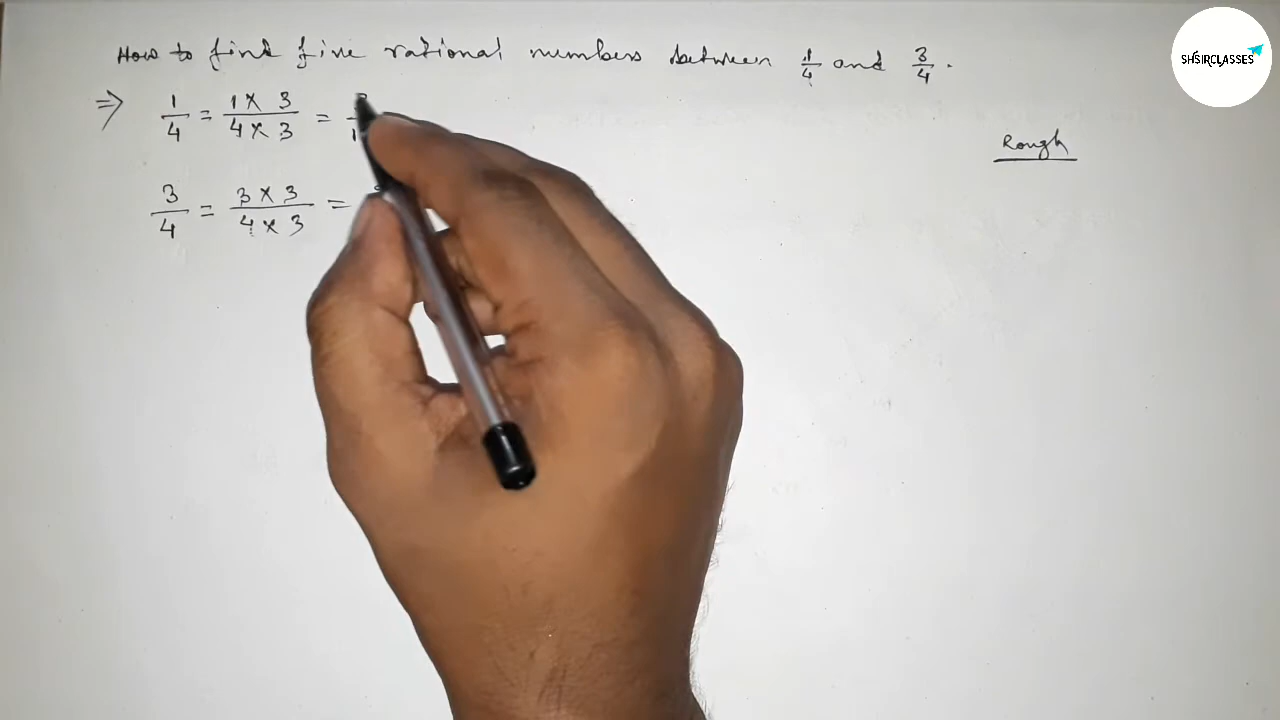 How to find five rational numbers between 1/4 and 3/4.
⇒ 1/4 = 1 × 3 / 4 × 3 =
3/4 = 3 × 3 / 4 × 3 =
Rough
SHSIRCLASSES